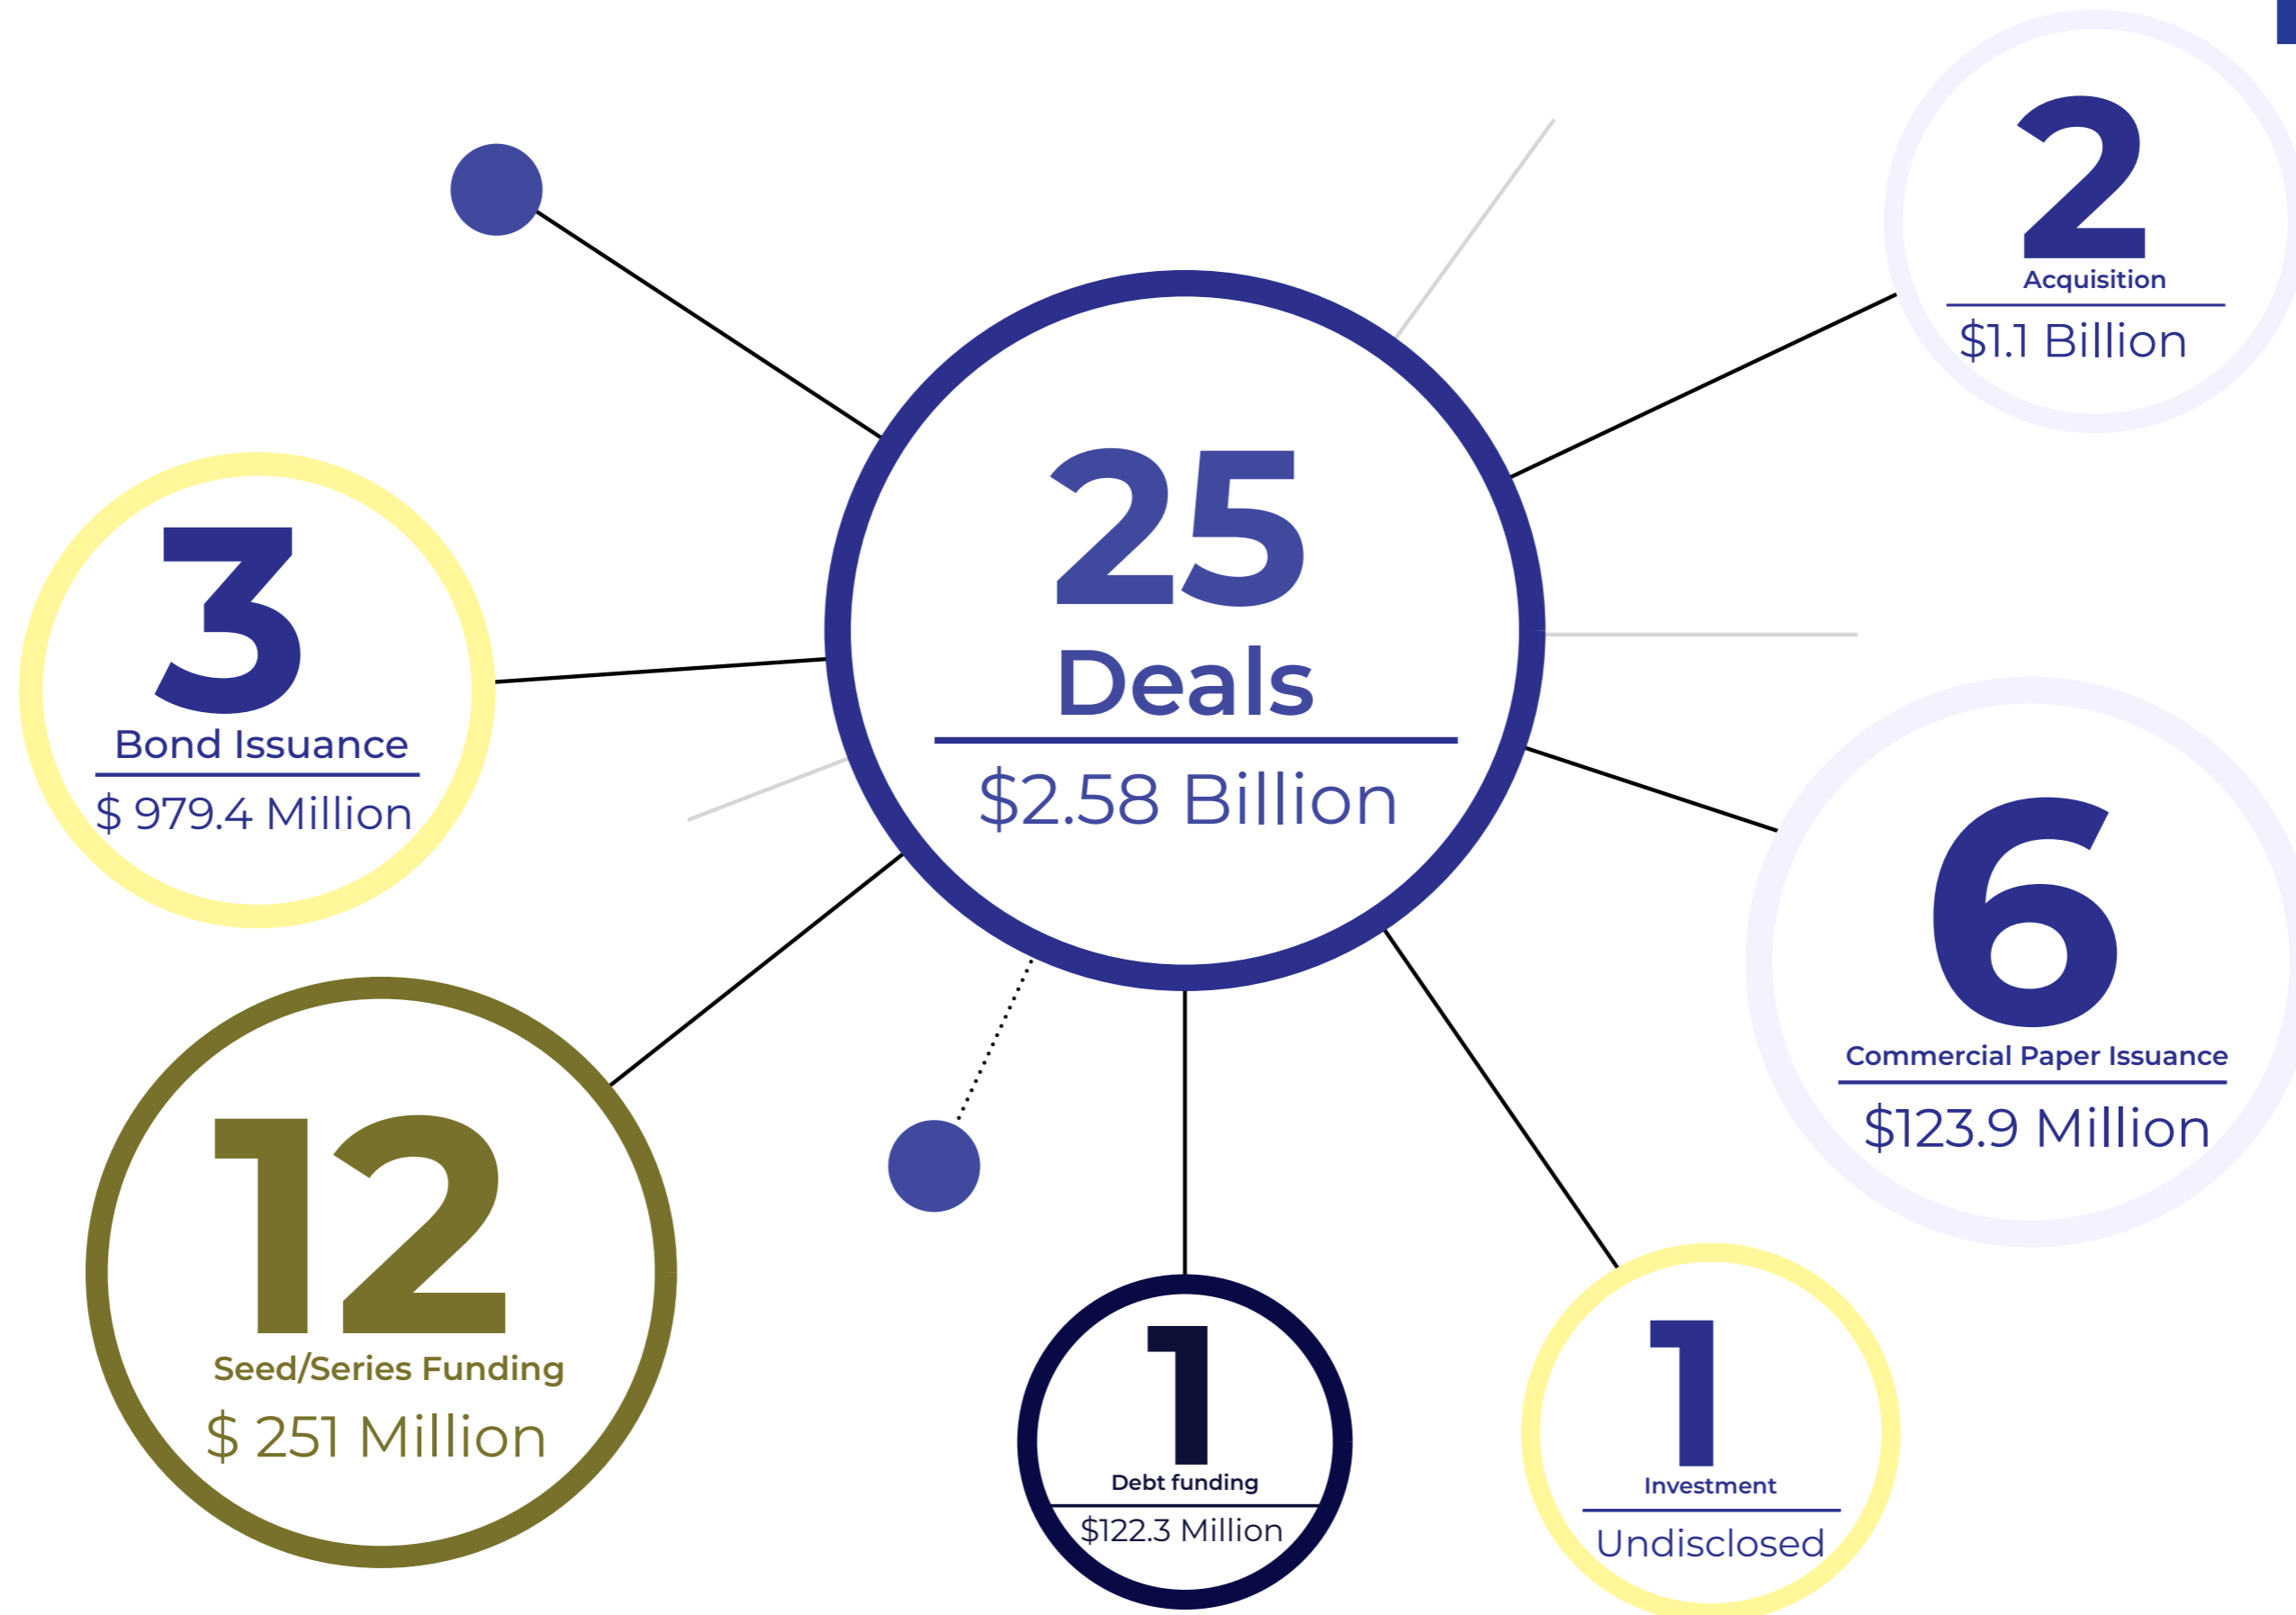 2
Acquisition
$1.1 Billion
25
Deals
$2.58 Billion
3
Bond Issuance
$ 979.4 Million
6
Commercial Paper Issuance
$123.9 Million
12
Seed/Series Funding
$ 251 Million
1
Debt funding
$122.3 Million
1
Investment
Undisclosed